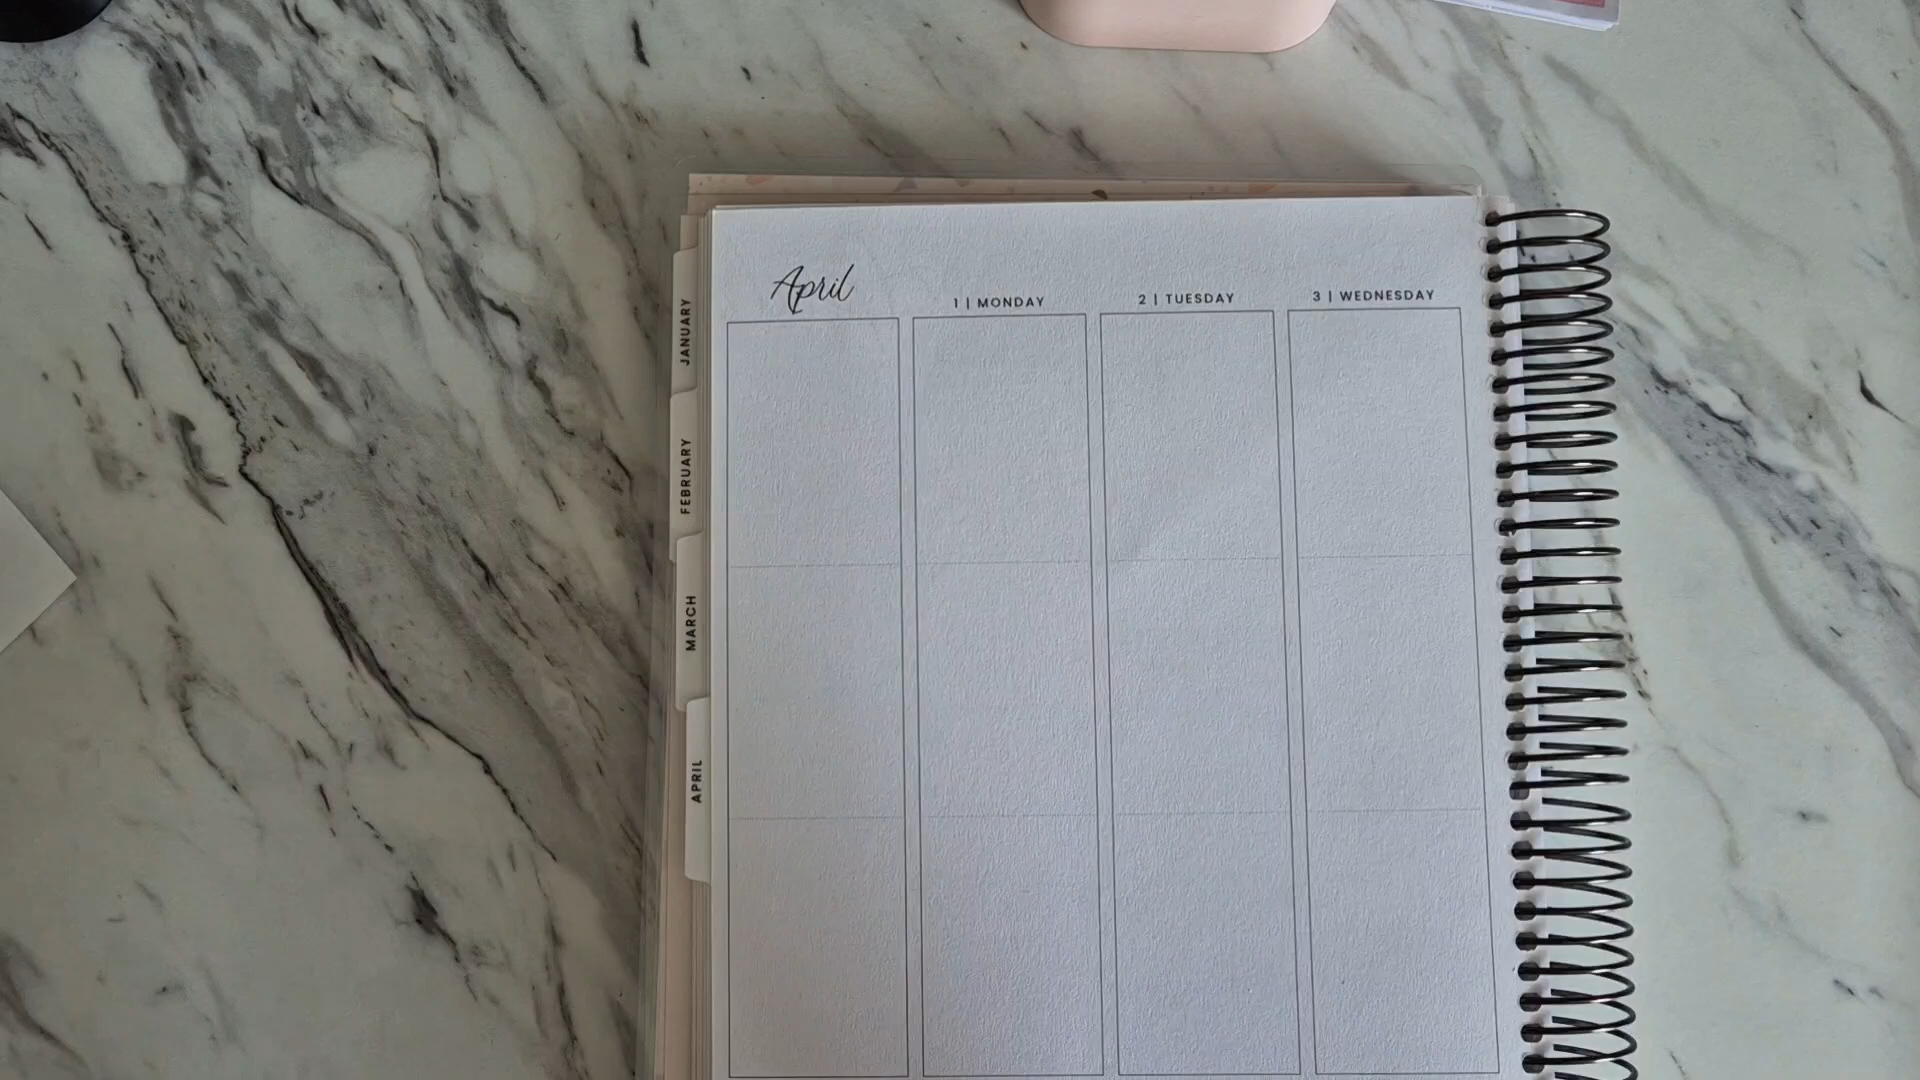 April
1 | MONDAY
2 | TUESDAY
3 | WEDNESDAY
JANUARY
FEBRUARY
MARCH
APRIL